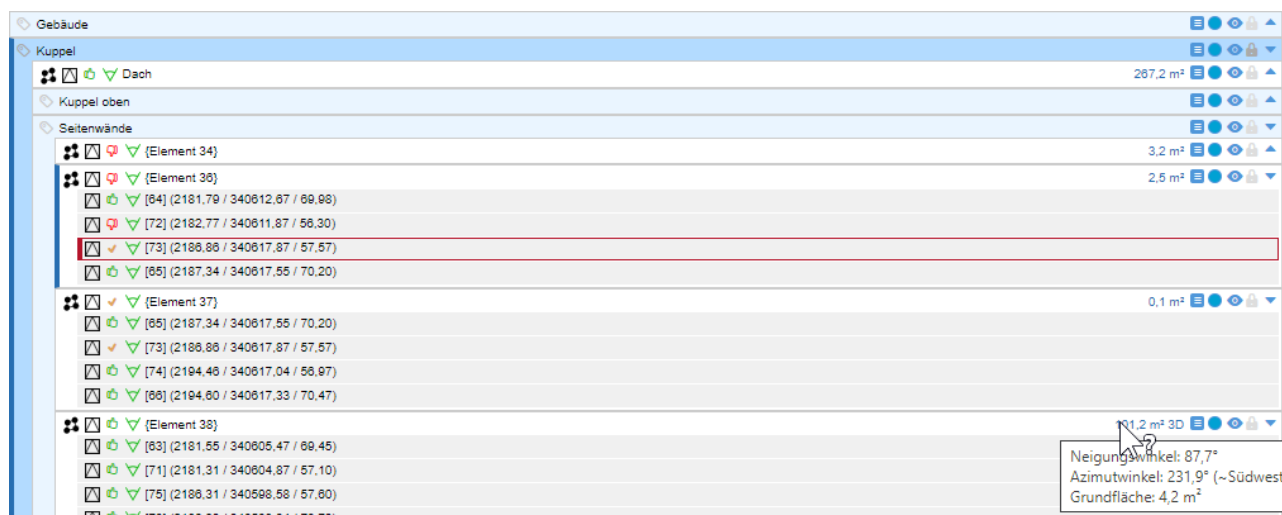 Gebäude
Kuppel
Dach 267,2 m²
Kuppel oben
Seitenwände
{Element 34} 3,2 m²
{Element 36} 2,5 m²
[64] (2181,79 / 340612,67 / 69,98)
[72] (2182,77 / 340611,87 / 56,30)
[73] (2186,86 / 340617,87 / 57,57)
[65] (2187,34 / 340617,55 / 70,20)
{Element 37} 0,1 m²
[65] (2187,34 / 340617,55 / 70,20)
[73] (2186,86 / 340617,87 / 57,57)
[74] (2194,46 / 340617,04 / 56,97)
[66] (2194,60 / 340617,33 / 70,47)
{Element 38} m² 3D
[63] (2181,55 / 340605,47 / 69,45)
[71] (2181,31 / 340604,87 / 57,10)
[75] (2186,31 / 340598,58 / 57,60)
Neigungswinkel: 87,7°
Azimutwinkel: 231,9° (~Südwest
Grundfläche: 4,2 m²